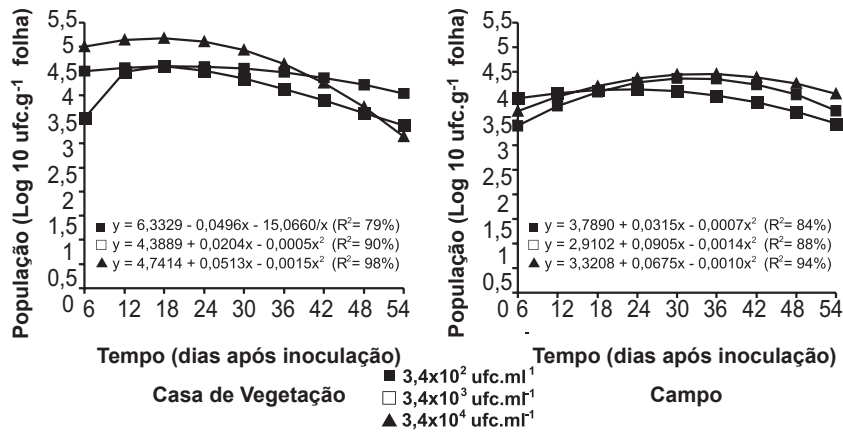 População (Log 10 ufc.g⁻¹ folha)
5,5
5
4,5
4
3,5
3
2,5
2
1,5
1
0,5
0
6 12 18 24 30 36 42 48 54
■ y = 6,3329 - 0,0496x - 15,0660/x (R²= 79%)
□ y = 4,3889 + 0,0204x - 0,0005x² (R²= 90%)
▲ y = 4,7414 + 0,0513x - 0,0015x² (R²= 98%)
Tempo (dias após inoculação)
Casa de Vegetação
População (Log 10 ufc.g⁻¹ folha)
5,5
5
4,5
4
3,5
3
2,5
2
1,5
1
0,5
0
6 12 18 24 30 36 42 48 54
■ y = 3,7890 + 0,0315x - 0,0007x² (R²= 84%)
□ y = 2,9102 + 0,0905x - 0,0014x² (R²= 88%)
▲ y = 3,3208 + 0,0675x - 0,0010x² (R²= 94%)
Tempo (dias após inoculação)
Campo
■ 3,4x10² ufc.ml¹
□ 3,4x10³ ufc.ml⁻¹
▲ 3,4x10⁴ ufc.ml⁻¹